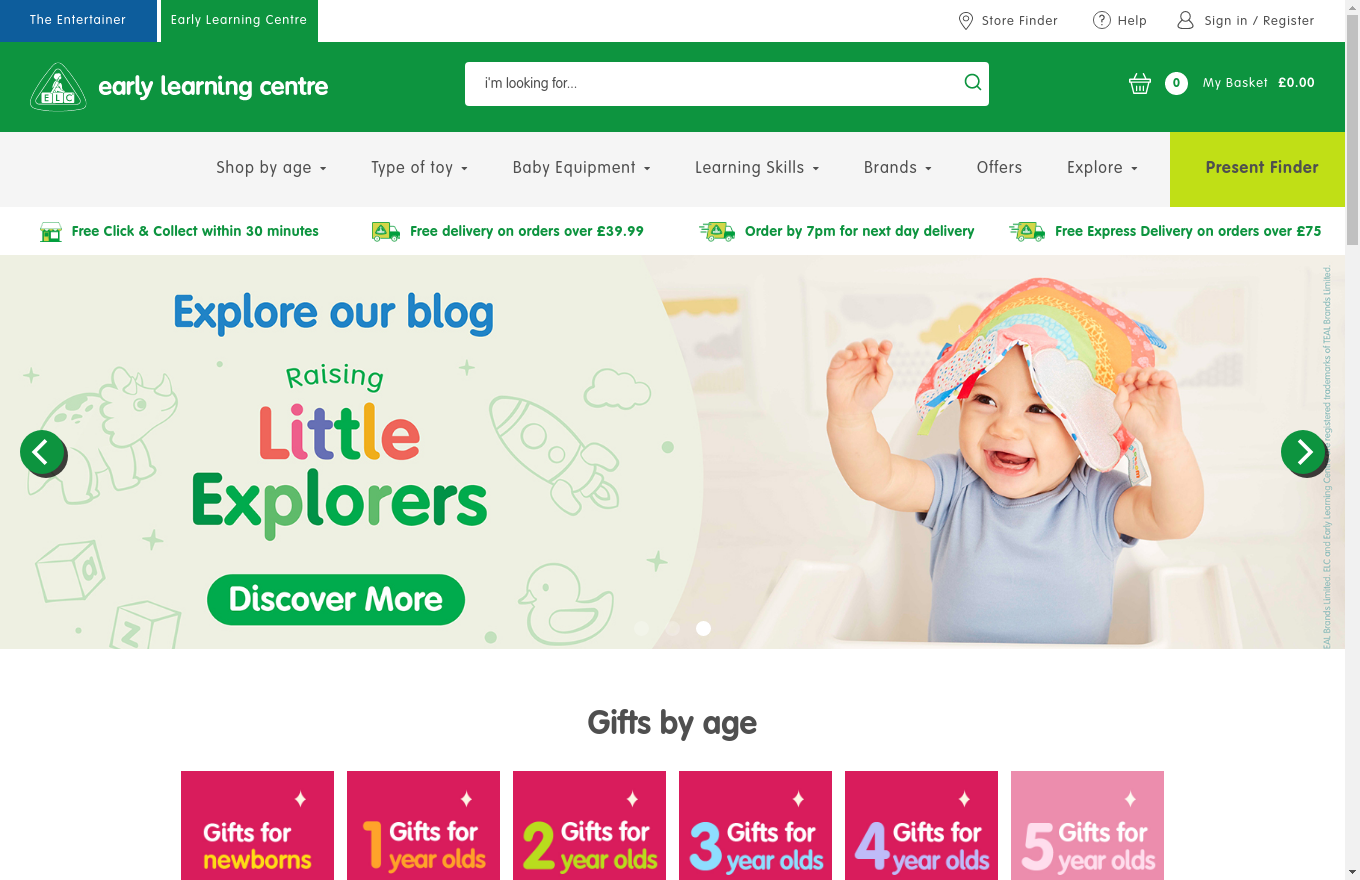 The Entertainer
Early Learning Centre
Store Finder
Help
Sign in / Register
ELC
early learning centre
i'm looking for...
0
My Basket £0.00
Shop by age
Type of toy
Baby Equipment
Learning Skills
Brands
Offers
Explore
Present Finder
Free Click & Collect within 30 minutes
Free delivery on orders over £39.99
Order by 7pm for next day delivery
Free Express Delivery on orders over £75
Explore our blog
Raising
Little
Explorers
a
z
Discover More
Brands Limited. ELC and Early Learning
registered trademarks of TEAL Brands Limited.
Gifts by age
Gifts for
newborns
1 Gifts for
year olds
2 Gifts for
year olds
3 Gifts for
year olds
4 Gifts for
year olds
5 Gifts for
year olds